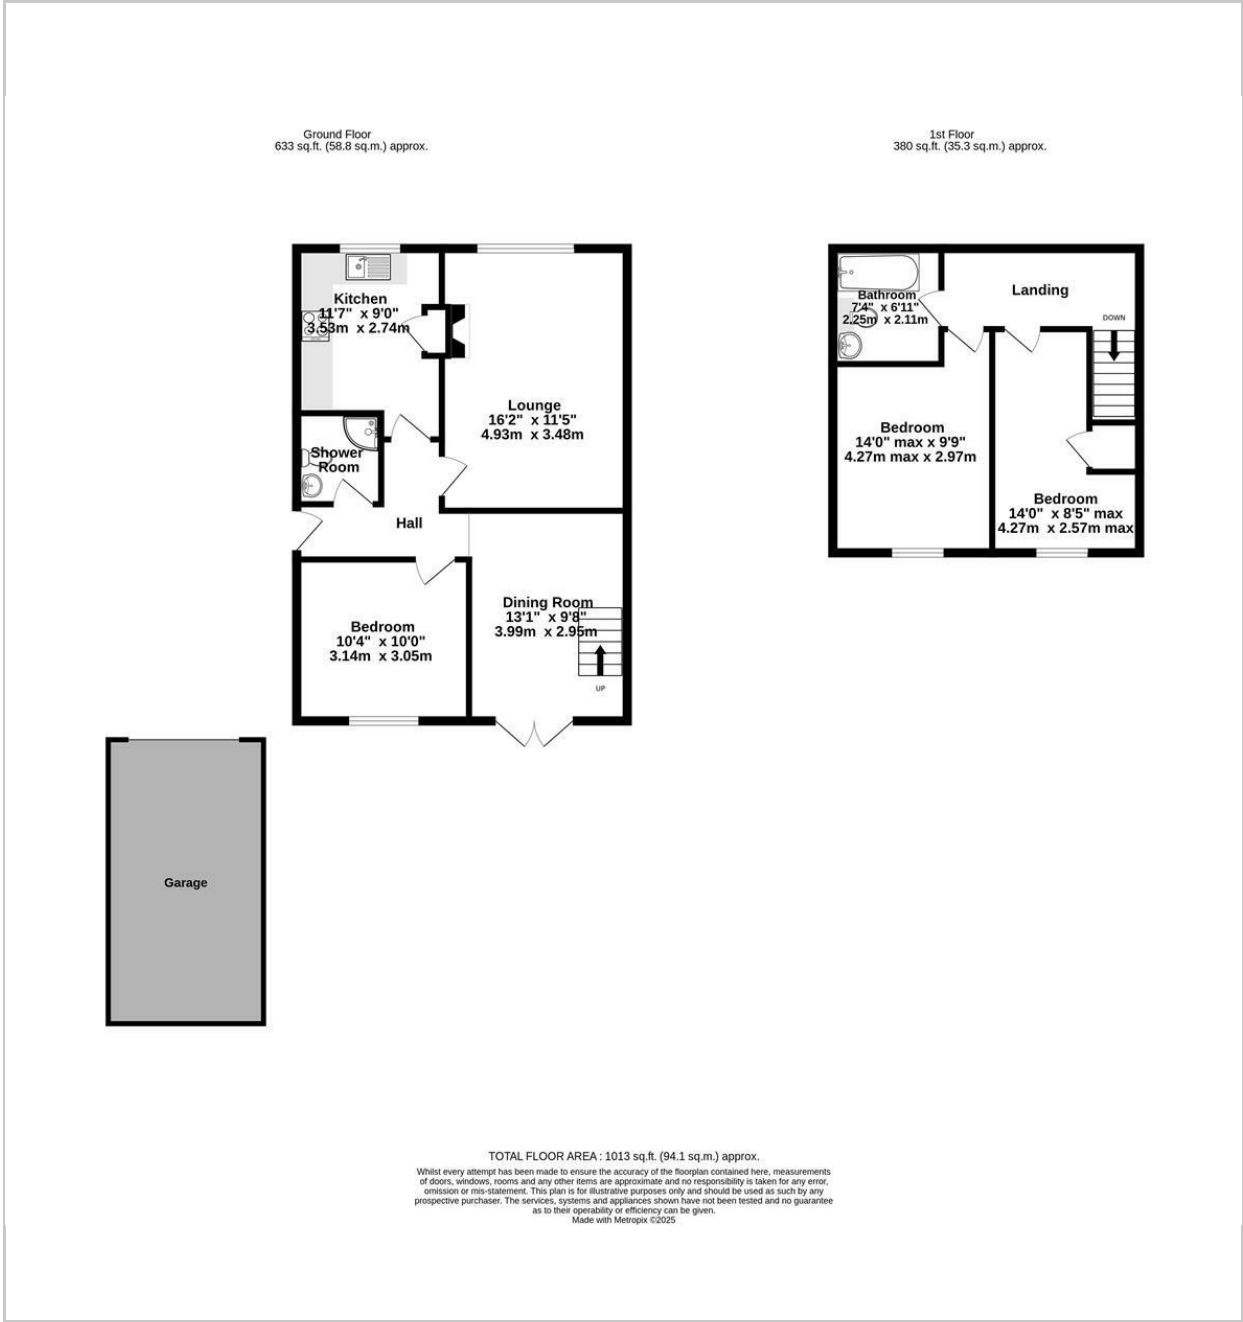 Ground Floor
633 sq.ft. (58.8 sq.m.) approx.
1st Floor
380 sq.ft. (35.3 sq.m.) approx.
Kitchen
11'7" x 9'0"
3.53m x 2.74m
Lounge
16'2" x 11'5"
4.93m x 3.48m
Shower
Room
Hall
Bedroom
10'4" x 10'0"
3.14m x 3.05m
Dining Room
13'1" x 9'8"
3.99m x 2.95m
UP
Garage
Bathroom
7'4" x 6'11"
2.25m x 2.11m
Landing
DOWN
Bedroom
14'0" max x 9'9"
4.27m max x 2.97m
Bedroom
14'0" x 8'5" max
4.27m x 2.57m max
TOTAL FLOOR AREA : 1013 sq.ft. (94.1 sq.m.) approx.
Whilst every attempt has been made to ensure the accuracy of the floorplan contained here, measurements
of doors, windows, rooms and any other items are approximate and no responsibility is taken for any error,
omission or mis-statement. This plan is for illustrative purposes only and should be used as such by any
prospective purchaser. The services, systems and appliances shown have not been tested and no guarantee
as to their operability or efficiency can be given.
Made with Metropix ©2025